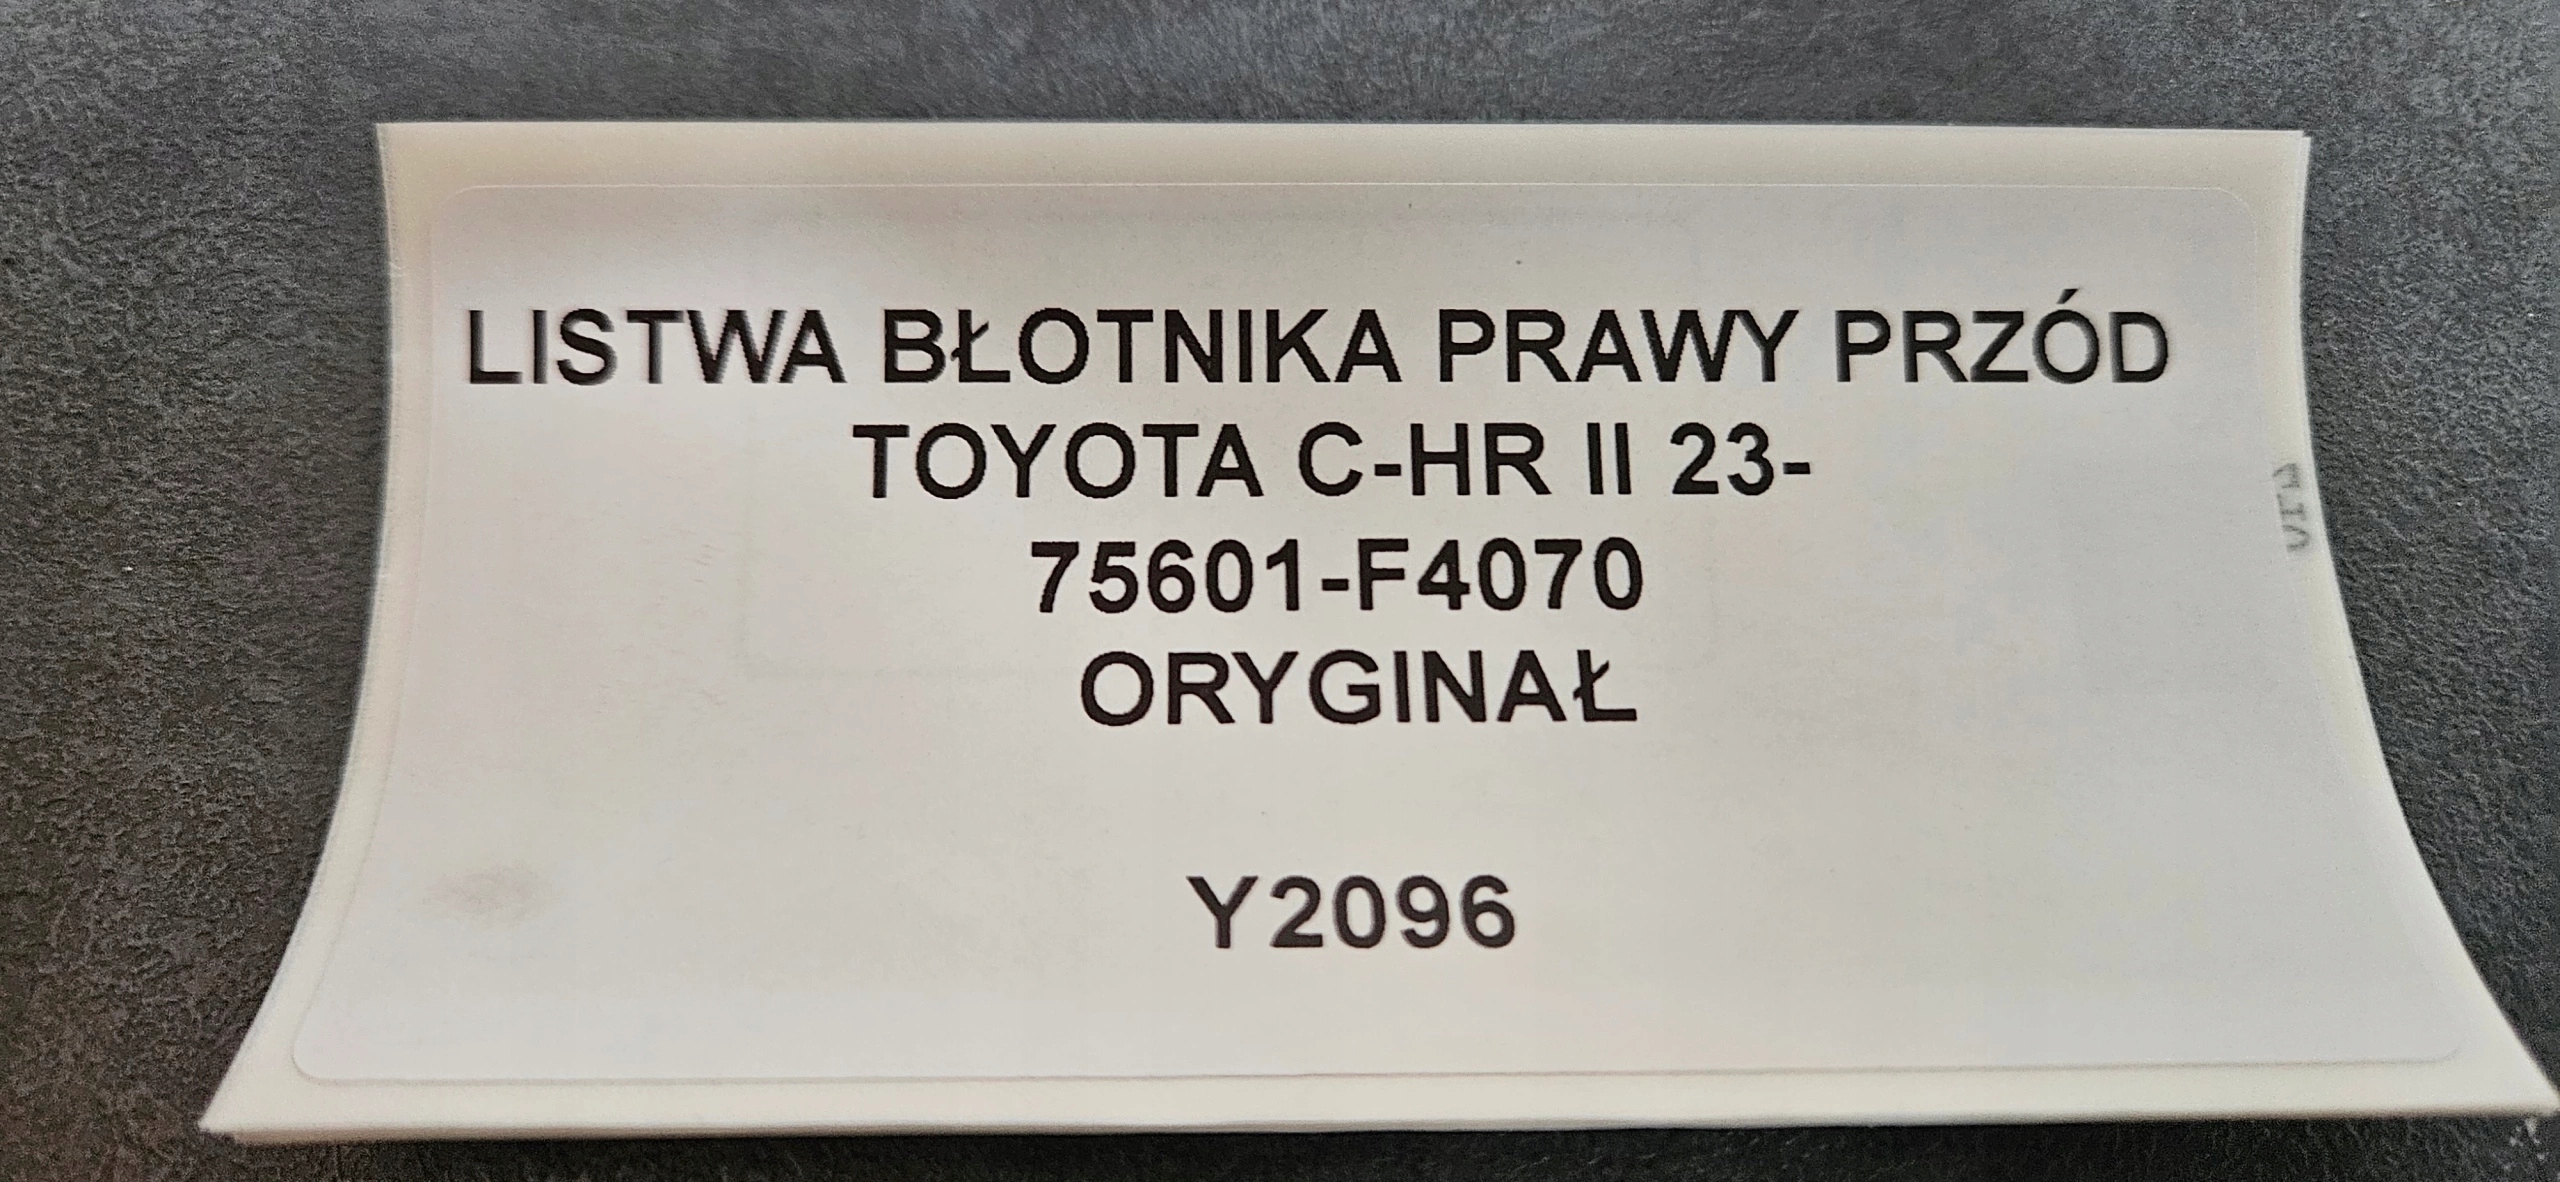 LISTWA BŁOTNIKA PRAWY PRZÓD
TOYOTA C-HR II 23-
75601-F4070
ORYGINAŁ
Y2096